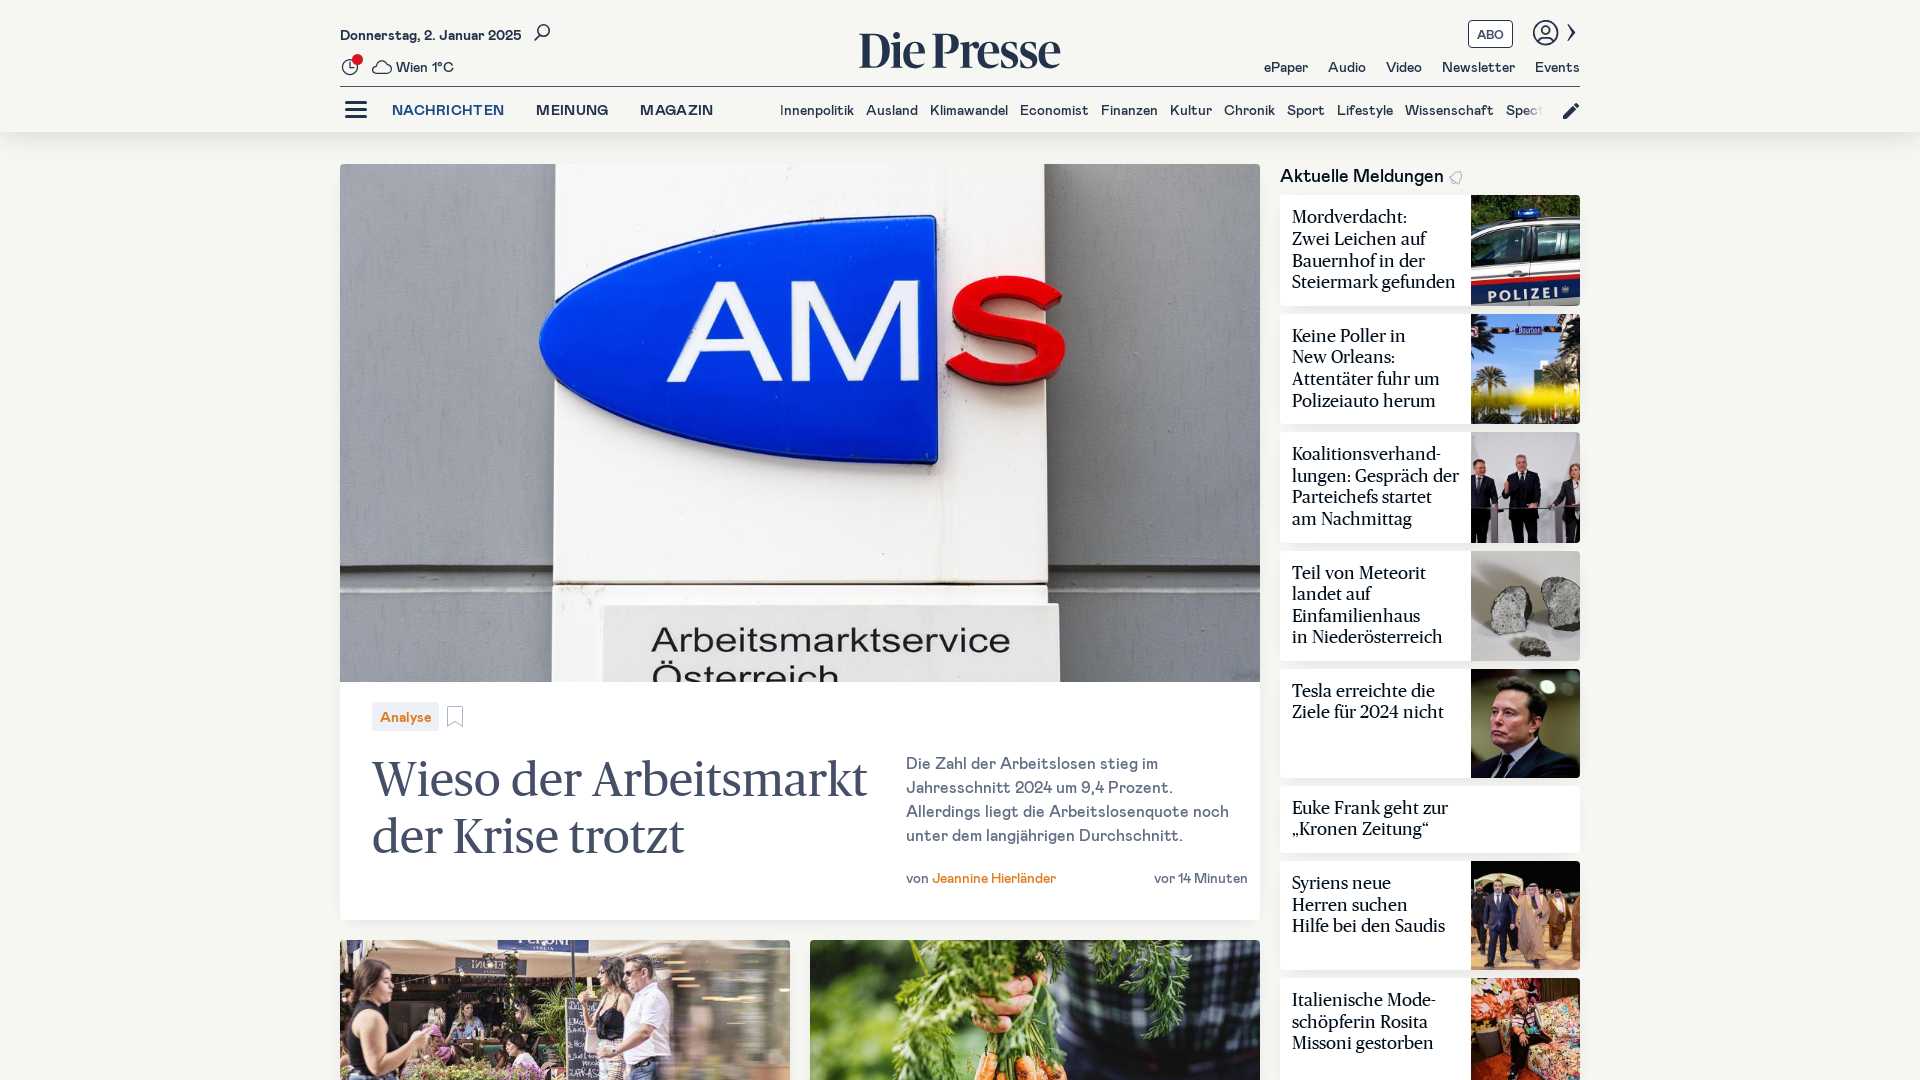 Donnerstag, 2. Januar 2025
Die Presse
ABO
Wien 1°C
ePaper Audio Video Newsletter Events
NACHRICHTEN MEINUNG MAGAZIN
Innenpolitik Ausland Klimawandel Economist Finanzen Kultur Chronik Sport Lifestyle Wissenschaft Spect
AMS
Arbeitsmarktservice
Österreich
Analyse
Wieso der Arbeitsmarkt
der Krise trotzt
Die Zahl der Arbeitslosen stieg im
Jahresschnitt 2024 um 9,4 Prozent.
Allerdings liegt die Arbeitslosenquote noch
unter dem langjährigen Durchschnitt.
von Jeannine Hierländer
vor 14 Minuten
Aktuelle Meldungen
Mordverdacht:
Zwei Leichen auf
Bauernhof in der
Steiermark gefunden
POLIZEI
Keine Poller in
New Orleans:
Attentäter fuhr um
Polizeiauto herum
Bourbon
Koalitionsverhand-
lungen: Gespräch der
Parteichefs startet
am Nachmittag
Teil von Meteorit
landet auf
Einfamilienhaus
in Niederösterreich
Tesla erreichte die
Ziele für 2024 nicht
Euke Frank geht zur
„Kronen Zeitung“
Syriens neue
Herren suchen
Hilfe bei den Saudis
Italienische Mode-
schöpferin Rosita
Missoni gestorben